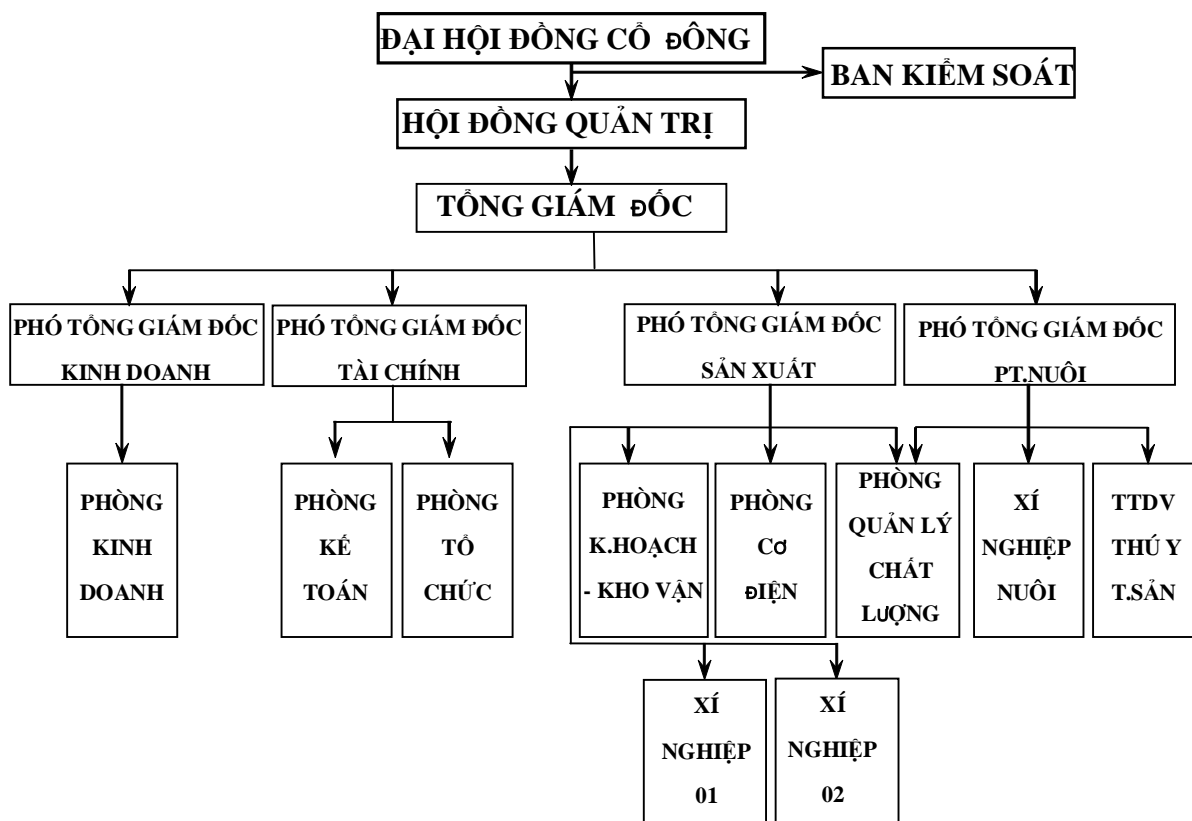 ĐẠI HỘI ĐỒNG CỔ ĐÔNG
BAN KIỂM SOÁT
HỘI ĐỒNG QUẢN TRỊ
TỔNG GIÁM ĐỐC
PHÓ TỔNG GIÁM ĐỐC
KINH DOANH
PHÓ TỔNG GIÁM ĐỐC
TÀI CHÍNH
PHÓ TỔNG GIÁM ĐỐC
SẢN XUẤT
PHÓ TỔNG GIÁM ĐỐC
PT.NUÔI
PHÒNG
KINH
DOANH
PHÒNG
KẾ
TOÁN
PHÒNG
TỔ
CHỨC
PHÒNG
K.HOẠCH
- KHO VẬN
PHÒNG
CƠ
ĐIỆN
PHÒNG
QUẢN LÝ
CHẤT
LƯỢNG
XÍ
NGHIỆP
NUÔI
TTDV
THÚ Y
T.SẢN
XÍ
NGHIỆP
01
XÍ
NGHIỆP
02